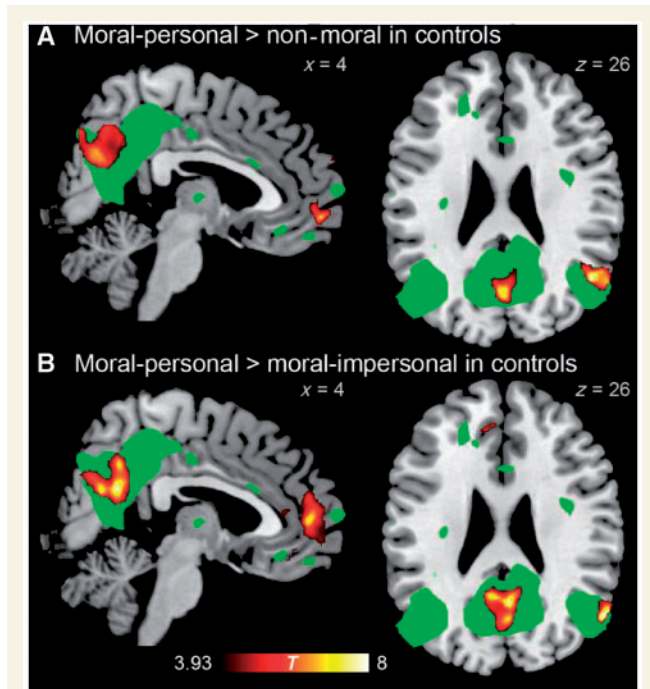 A Moral-personal > non-moral in controls
x = 4
z = 26
B Moral-personal > moral-impersonal in controls
x = 4
z = 26
3.93 T 8